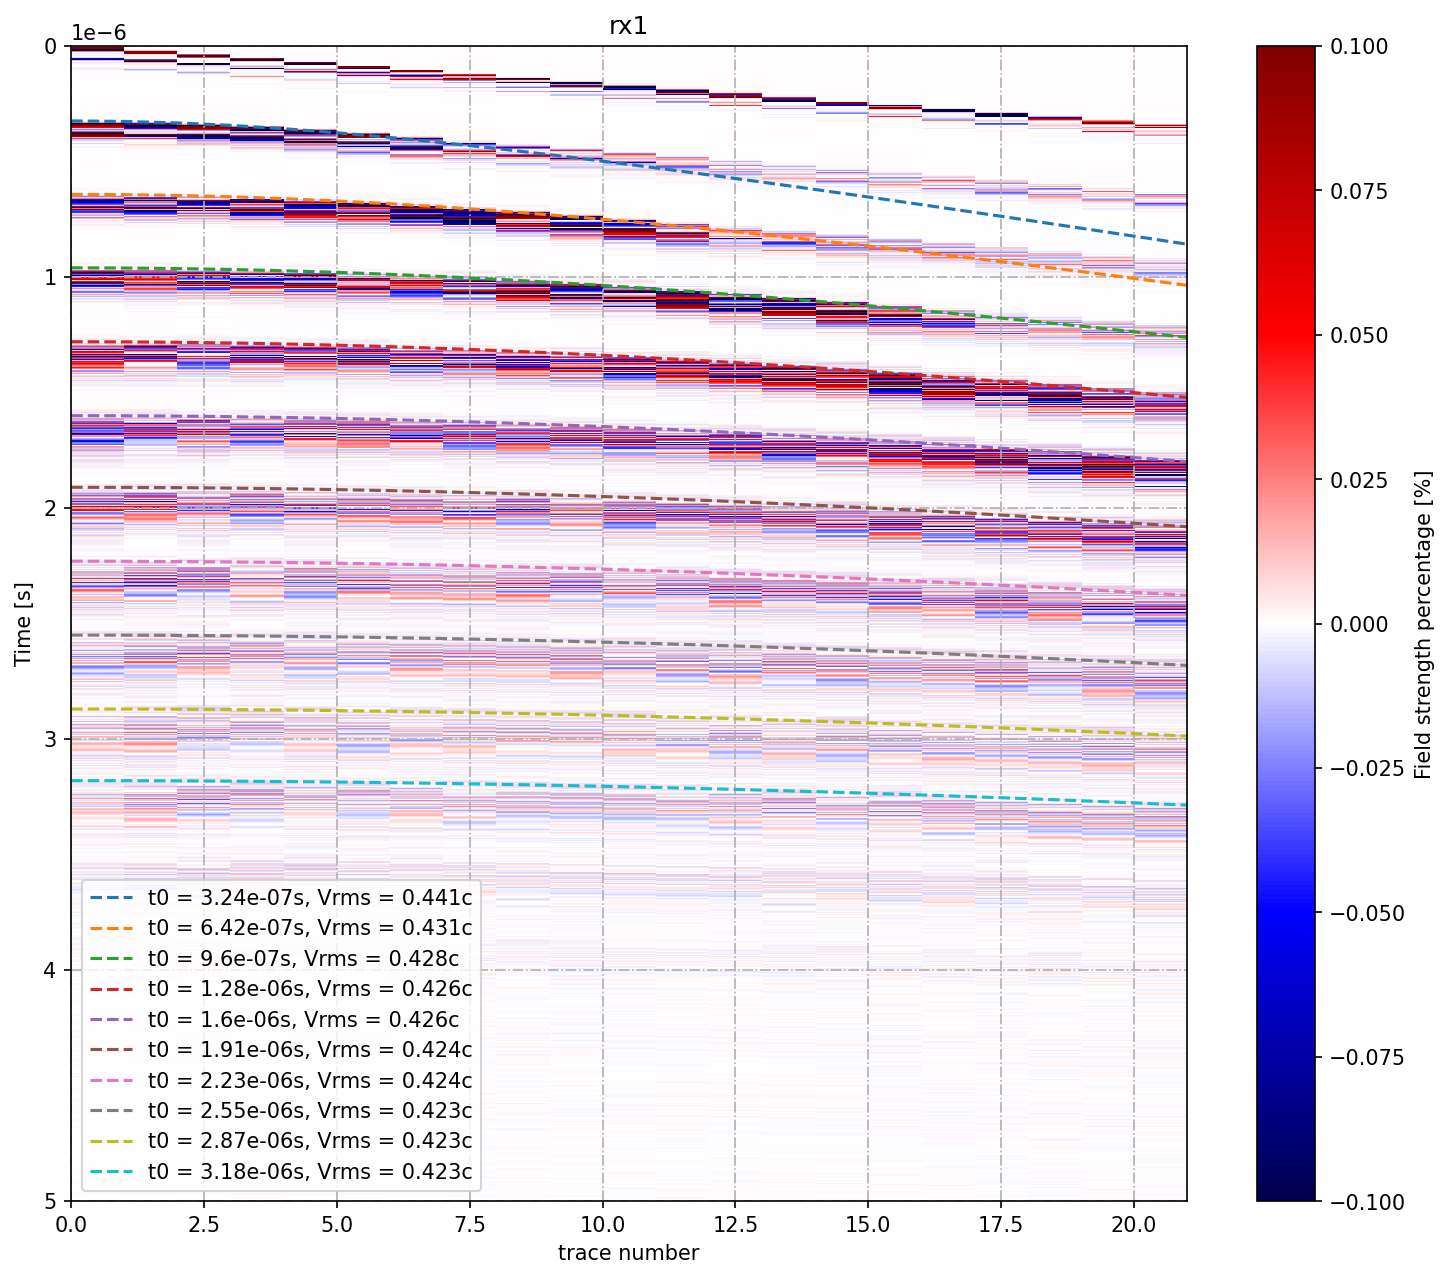 rx1
1e−6
0
1
2
3
4
5
Time [s]
0.0
2.5
5.0
7.5
10.0
12.5
15.0
17.5
20.0
trace number
t0 = 3.24e-07s, Vrms = 0.441c
t0 = 6.42e-07s, Vrms = 0.431c
t0 = 9.6e-07s, Vrms = 0.428c
t0 = 1.28e-06s, Vrms = 0.426c
t0 = 1.6e-06s, Vrms = 0.426c
t0 = 1.91e-06s, Vrms = 0.424c
t0 = 2.23e-06s, Vrms = 0.424c
t0 = 2.55e-06s, Vrms = 0.423c
t0 = 2.87e-06s, Vrms = 0.423c
t0 = 3.18e-06s, Vrms = 0.423c
0.100
0.075
0.050
0.025
0.000
−0.025
−0.050
−0.075
−0.100
Field strength percentage [%]